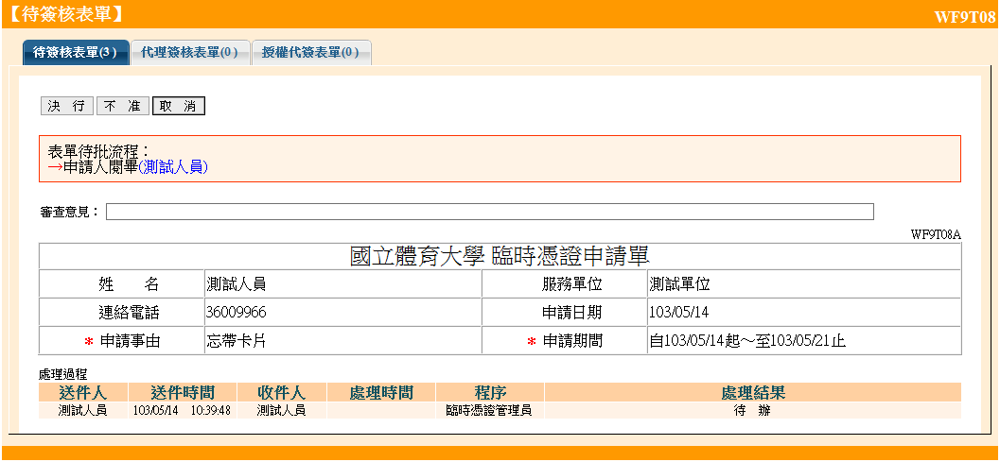 【待簽核表單】
WF9T08
待簽核表單(3) 代理簽核表單(0) 授權代簽表單(0)
決 行 不 准 取 消
表單待批流程：
→申請人閱畢(測試人員)
審查意見：
WF9T08A
國立體育大學 臨時憑證申請單
姓 名 測試人員 服務單位 測試單位
連絡電話 36009966 申請日期 103/05/14
* 申請事由 忘帶卡片 * 申請期間 自103/05/14起～至103/05/21止
處理過程
送件人 送件時間 收件人 處理時間 程序 處理結果
測試人員 103/05/14 10:39:48 測試人員 臨時憑證管理員 待 辦